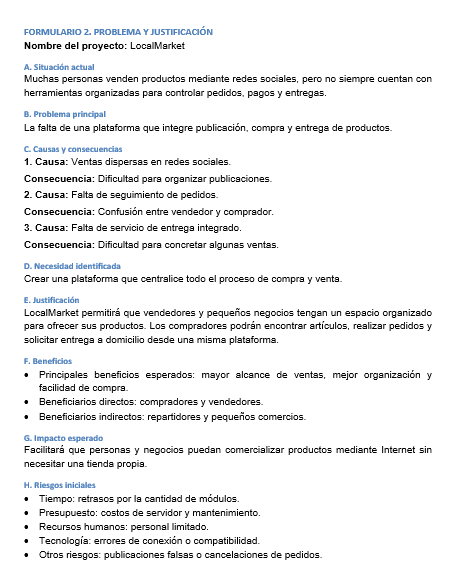 FORMULARIO 2. PROBLEMA Y JUSTIFICACIÓN
Nombre del proyecto: LocalMarket
A. Situación actual
Muchas personas venden productos mediante redes sociales, pero no siempre cuentan con
herramientas organizadas para controlar pedidos, pagos y entregas.
B. Problema principal
La falta de una plataforma que integre publicación, compra y entrega de productos.
C. Causas y consecuencias
1. Causa: Ventas dispersas en redes sociales.
Consecuencia: Dificultad para organizar publicaciones.
2. Causa: Falta de seguimiento de pedidos.
Consecuencia: Confusión entre vendedor y comprador.
3. Causa: Falta de servicio de entrega integrado.
Consecuencia: Dificultad para concretar algunas ventas.
D. Necesidad identificada
Crear una plataforma que centralice todo el proceso de compra y venta.
E. Justificación
LocalMarket permitirá que vendedores y pequeños negocios tengan un espacio organizado
para ofrecer sus productos. Los compradores podrán encontrar artículos, realizar pedidos y
solicitar entrega a domicilio desde una misma plataforma.
F. Beneficios
• Principales beneficios esperados: mayor alcance de ventas, mejor organización y
facilidad de compra.
• Beneficiarios directos: compradores y vendedores.
• Beneficiarios indirectos: repartidores y pequeños comercios.
G. Impacto esperado
Facilitará que personas y negocios puedan comercializar productos mediante Internet sin
necesitar una tienda propia.
H. Riesgos iniciales
• Tiempo: retrasos por la cantidad de módulos.
• Presupuesto: costos de servidor y mantenimiento.
• Recursos humanos: personal limitado.
• Tecnología: errores de conexión o compatibilidad.
• Otros riesgos: publicaciones falsas o cancelaciones de pedidos.